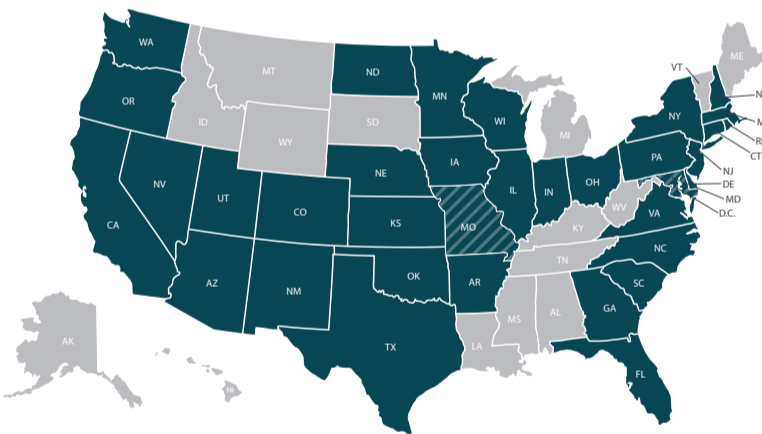 WA
MT
ND
MN
VT
ME
OR
ID
WY
SD
WI
MI
NY
N
M
RI
CT
NV
UT
CO
NE
IA
IL
IN
OH
PA
NJ
DE
MD
D.C.
CA
KS
MO
KY
WV
VA
AZ
NM
OK
AR
TN
NC
SC
TX
LA
MS
AL
GA
FL
AK
HI